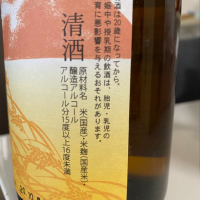 酒は20歳になってから。
娠中や授乳期の飲酒は、胎児・乳児の
育に悪影響を与えるおそれがあります。
清酒
原材料名 米(国産)・米麹(国産米)・
醸造アルコール
アルコール分15度以上16度未満